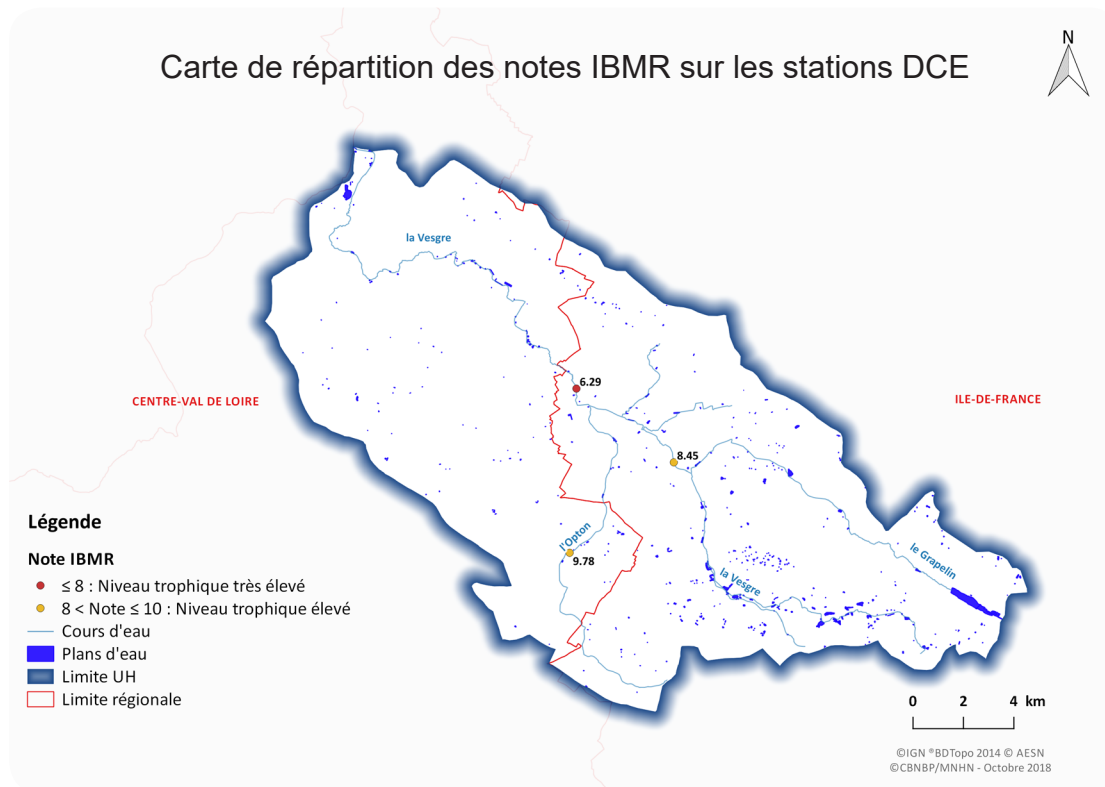 Carte de répartition des notes IBMR sur les stations DCE
N
la Vesgre
6.29
CENTRE-VAL DE LOIRE
ILE-DE-FRANCE
8.45
l'Opton
9.78
le Grapelin
la Vesgre
Légende
Note IBMR
≤ 8 : Niveau trophique très élevé
8 < Note ≤ 10 : Niveau trophique élevé
Cours d'eau
Plans d'eau
Limite UH
Limite régionale
0 2 4 km
©IGN ®BDTopo 2014 © AESN
©CBNBP/MNHN - Octobre 2018